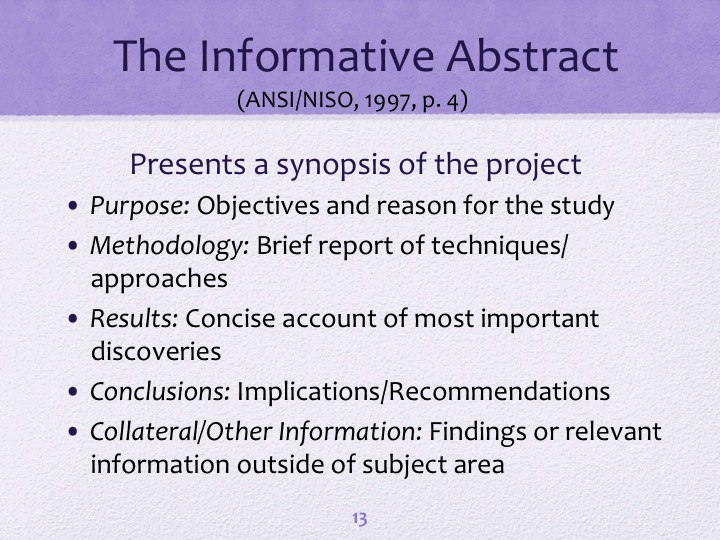 The Informative Abstract
(ANSI/NISO, 1997, p. 4)
Presents a synopsis of the project
• Purpose: Objectives and reason for the study
• Methodology: Brief report of techniques/
approaches
• Results: Concise account of most important
discoveries
• Conclusions: Implications/Recommendations
• Collateral/Other Information: Findings or relevant
information outside of subject area
13